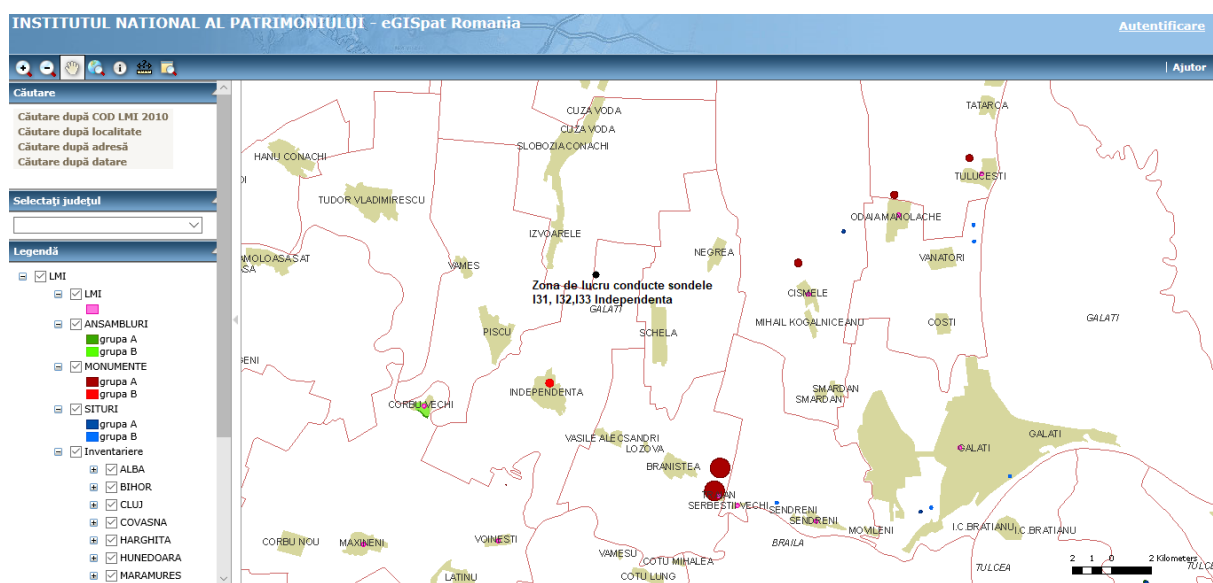 INSTITUTUL NATIONAL AL PATRIMONIULUI - eGISpat Romania
Autentificare
| Ajutor
Căutare
Căutare după COD LMI 2010
Căutare după localitate
Căutare după adresă
Căutare după datare
Selectaţi judeţul
Legendă
LMI
LMI
ANSAMBLURI
grupa A
grupa B
MONUMENTE
grupa A
grupa B
SITURI
grupa A
grupa B
Inventariere
ALBA
BIHOR
CLUJ
COVASNA
HARGHITA
HUNEDOARA
MARAMURES
CUZA VODA
CUZA VODA
SLOBOZIA CONACHI
HANU CONACHI
TATARCA
TULUCESTI
TUDOR VLADIMIRESCU
ODAIA MANOLACHE
IZVOARELE
NEGREA
VANATORI
AMOLOASA SAT
VAMES
Zona de lucru conducte sondele
I31, I32,I33 Independenta
GALATI
CISMELE
MIHAIL KOGALNICEANU
COSTI
GALATI
PISCU
SCHELA
ENI
INDEPENDENTA
SMARDAN
SMARDAN
CORBU VECHI
VASILE ALECSANDRI
LOZOVA
GALATI
GALATI
BRANISTEA
SERBESTII VECHI
SENDRENI
SENDRENI
MOVILENI
I.C.BRATIANU
I.C.BRATIANU
CORBU NOU
MAXINENI
VOINESTI
BRAILA
VAMESU
COTU MIHALEA
COTU LUNG
LATINU
TULCEA
2 1 0 2 Kilometers